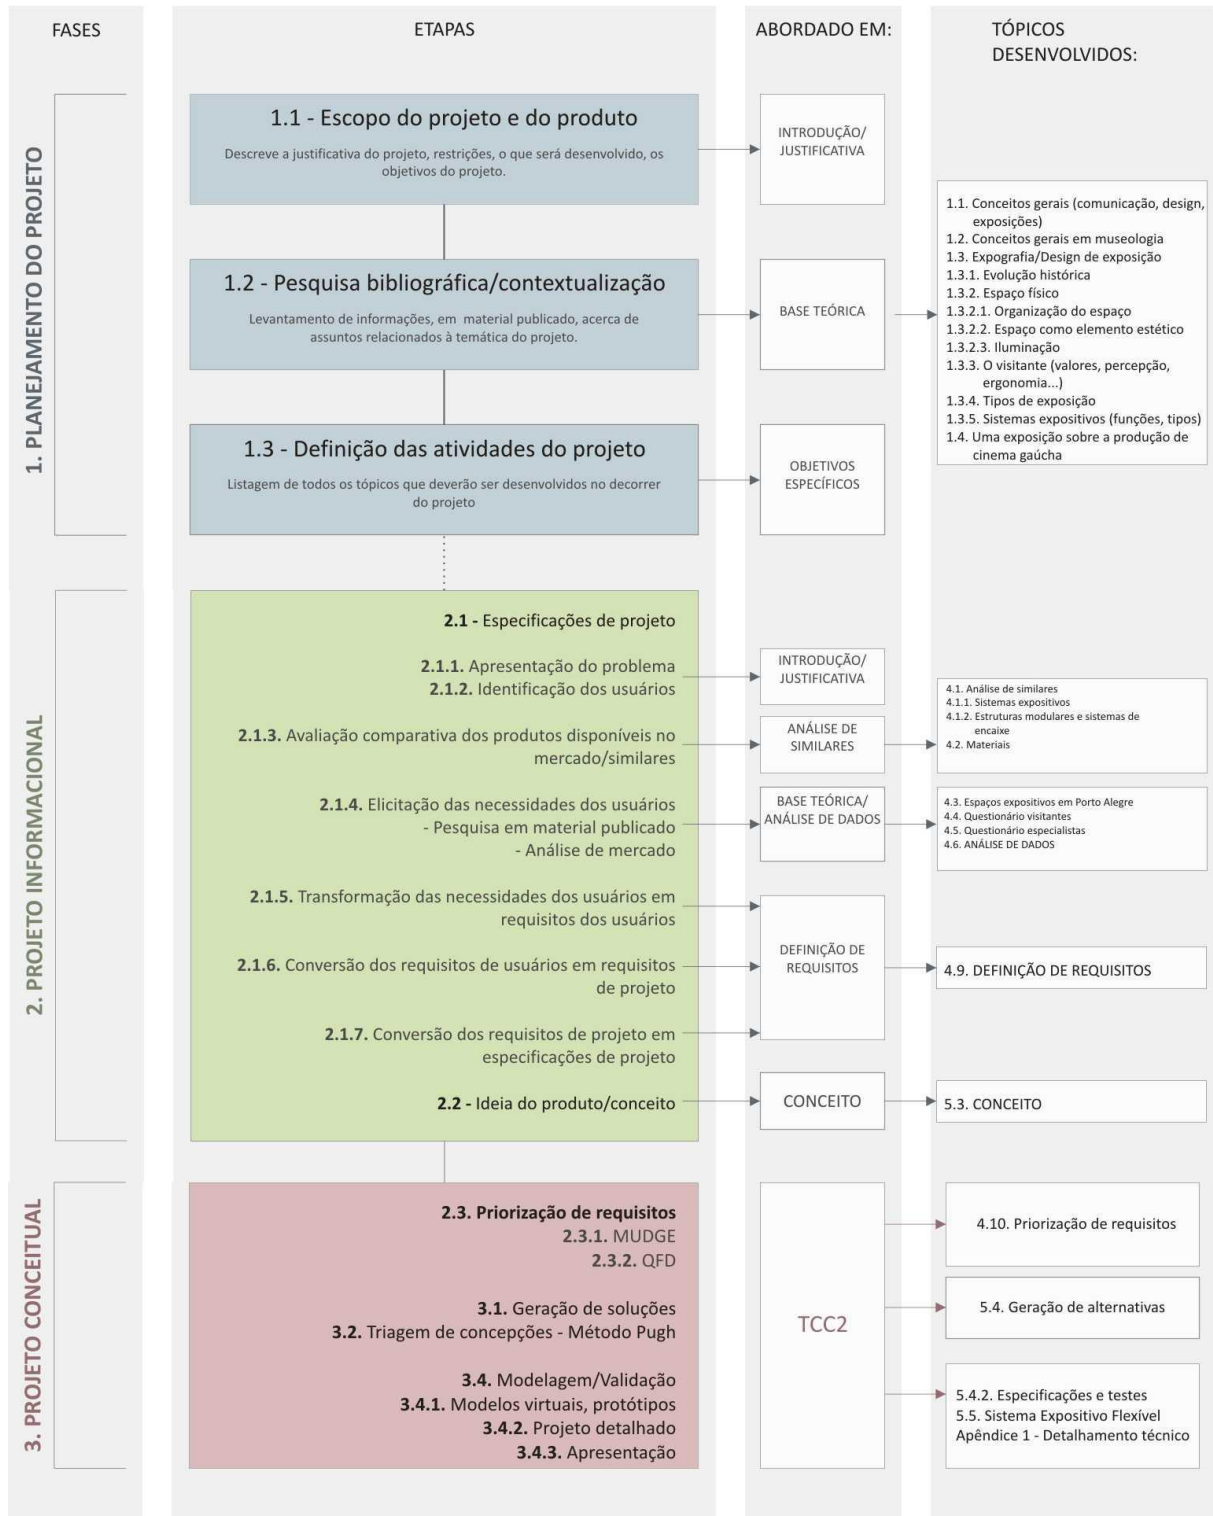 FASES
ETAPAS
ABORDADO EM:
TÓPICOS
DESENVOLVIDOS:
1. PLANEJAMENTO DO PROJETO
1.1 - Escopo do projeto e do produto
Descreve a justificativa do projeto, restrições, o que será desenvolvido, os
objetivos do projeto.
INTRODUÇÃO/
JUSTIFICATIVA
1.2 - Pesquisa bibliográfica/contextualização
Levantamento de informações, em material publicado, acerca de
assuntos relacionados à temática do projeto.
BASE TEÓRICA
1.1. Conceitos gerais (comunicação, design,
exposições)
1.2. Conceitos gerais em museologia
1.3. Expografia/Design de exposição
1.3.1. Evolução histórica
1.3.2. Espaço físico
1.3.2.1. Organização do espaço
1.3.2.2. Espaço como elemento estético
1.3.2.3. Iluminação
1.3.3. O visitante (valores, percepção,
ergonomia...)
1.3.4. Tipos de exposição
1.3.5. Sistemas expositivos (funções, tipos)
1.4. Uma exposição sobre a produção de
cinema gaúcha
1.3 - Definição das atividades do projeto
Listagem de todos os tópicos que deverão ser desenvolvidos no decorrer
do projeto
OBJETIVOS
ESPECÍFICOS
2. PROJETO INFORMACIONAL
2.1 - Especificações de projeto
2.1.1. Apresentação do problema
2.1.2. Identificação dos usuários
INTRODUÇÃO/
JUSTIFICATIVA
2.1.3. Avaliação comparativa dos produtos disponíveis no
mercado/similares
ANÁLISE DE
SIMILARES
4.1. Análise de similares
4.1.1. Sistemas expositivos
4.1.2. Estruturas modulares e sistemas de
encaixe
4.2. Materiais
2.1.4. Elicitação das necessidades dos usuários
- Pesquisa em material publicado
- Análise de mercado
BASE TEÓRICA/
ANÁLISE DE DADOS
4.3. Espaços expositivos em Porto Alegre
4.4. Questionário visitantes
4.5. Questionário especialistas
4.6. ANÁLISE DE DADOS
2.1.5. Transformação das necessidades dos usuários em
requisitos dos usuários
2.1.6. Conversão dos requisitos de usuários em requisitos
de projeto
2.1.7. Conversão dos requisitos de projeto em
especificações de projeto
DEFINIÇÃO DE
REQUISITOS
4.9. DEFINIÇÃO DE REQUISITOS
2.2 - Ideia do produto/conceito
CONCEITO
5.3. CONCEITO
3. PROJETO CONCEITUAL
2.3. Priorização de requisitos
2.3.1. MUDGE
2.3.2. QFD
3.1. Geração de soluções
3.2. Triagem de concepções - Método Pugh
3.4. Modelagem/Validação
3.4.1. Modelos virtuais, protótipos
3.4.2. Projeto detalhado
3.4.3. Apresentação
TCC2
4.10. Priorização de requisitos
5.4. Geração de alternativas
5.4.2. Especificações e testes
5.5. Sistema Expositivo Flexível
Apêndice 1 - Detalhamento técnico